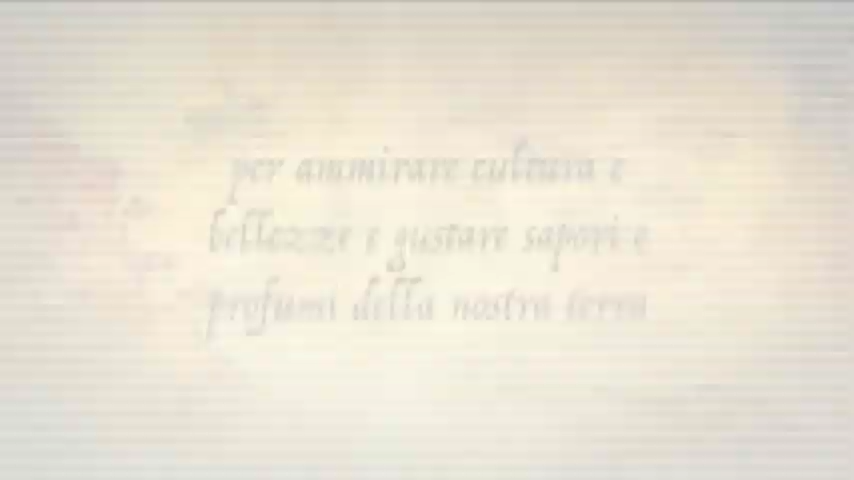 per ammirare cultura e
bellezze e gustare sapori e
profumi della nostra terra